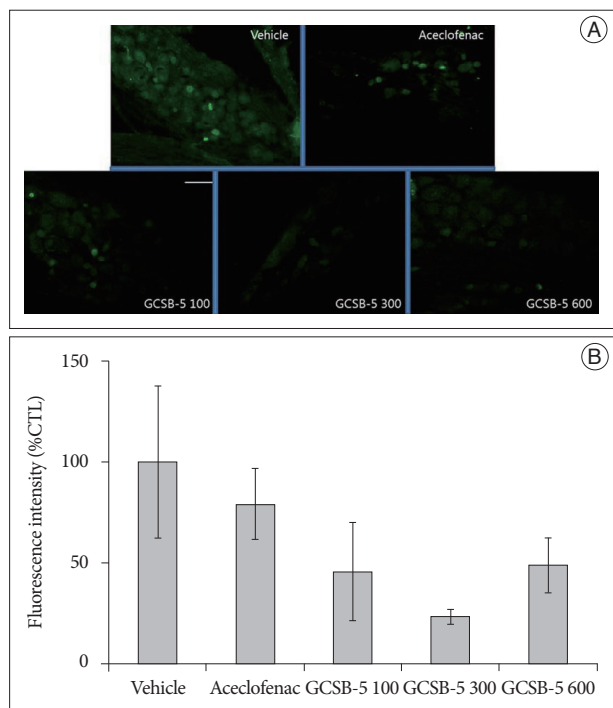 A
Vehicle
Aceclofenac
GCSB-5 100
GCSB-5 300
GCSB-5 600
B
Fluorescence intensity (%CTL)
150
100
50
0
Vehicle Aceclofenac GCSB-5 100 GCSB-5 300 GCSB-5 600